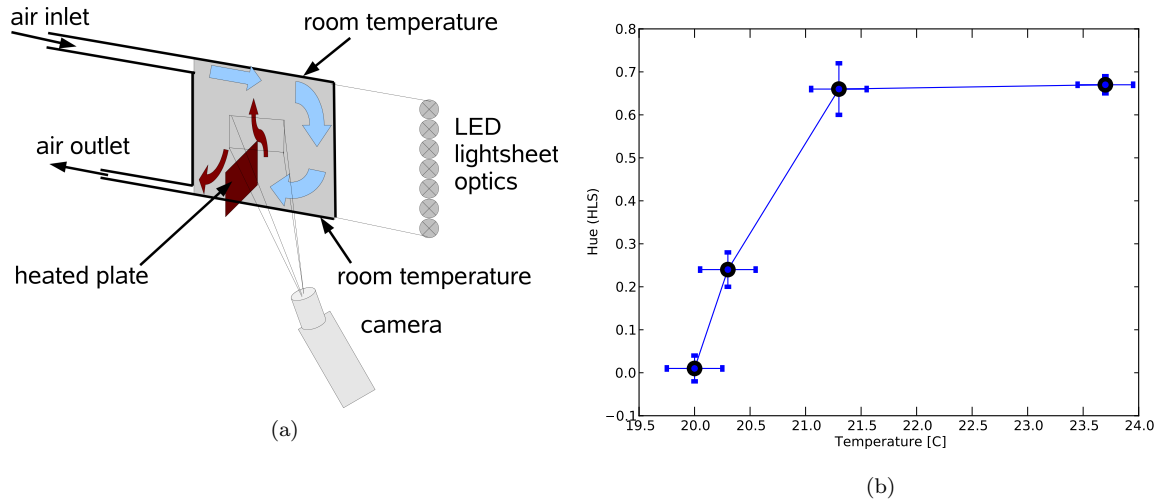 air inlet
room temperature
air outlet
LED
lightsheet
optics
heated plate
room temperature
camera
(a)
0.8
0.7
0.6
0.5
0.4
0.3
0.2
0.1
0.0
−0.1
Hue (HLS)
19.5 20.0 20.5 21.0 21.5 22.0 22.5 23.0 23.5 24.0
Temperature [C]
(b)